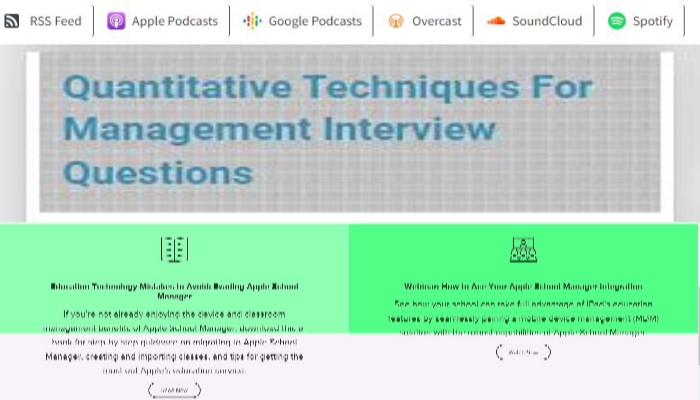 RSS Feed Apple Podcasts Google Podcasts Overcast SoundCloud Spotify
Quantitative Techniques For
Management Interview
Questions
Education Technology Mistakes to Avoid: Evading Apple School
Manager
Webinar: How to Ace Your Apple School Manager Integration
If you're not already enjoying the device and classroom
management benefits of Apple School Manager, download this e
book for step by step guidance on migrating to Apple School
Manager, creating and importing classes, and tips for getting the
most out Apple's education service.
See how your school can take full advantage of iPad's education
features by seamlessly pairing a mobile device management (MDM)
solution with the robust capabilities of Apple School Manager.